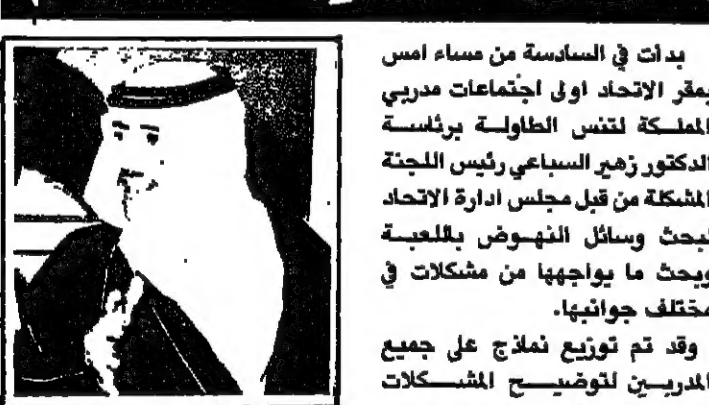 بدأت في السادسة من مساء امس
بمقر الاتحاد اولى اجتماعات مدربي
المملكة لتنس الطاولة برئاسة
الدكتور زهير السباعي رئيس اللجنة
المشكلة من قبل مجلس ادارة الاتحاد
لبحث وسائل النهوض باللعبة
وبحث ما يواجهها من مشكلات في
مختلف جوانبها.
وقد تم توزيع نماذج على جميع
المدربين لتوضيح المشكلات